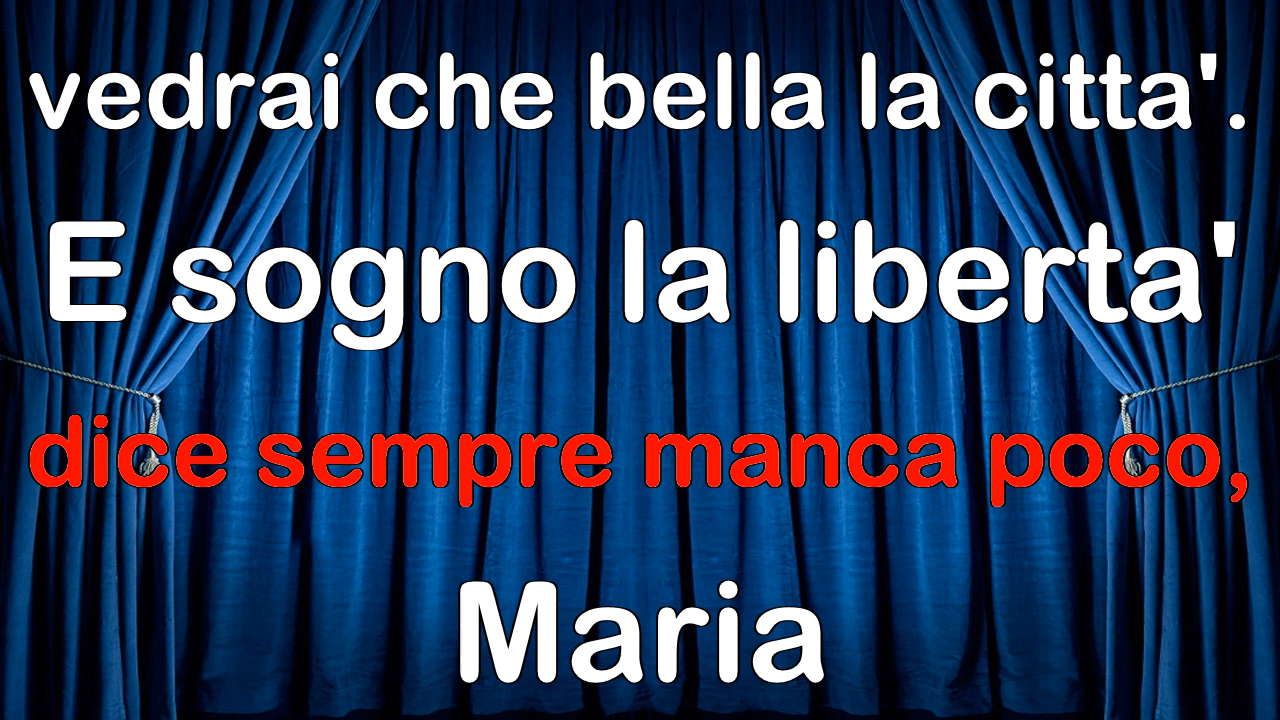 vedrai che bella la citta'.
E sogno la liberta'
dice sempre manca poco,
Maria